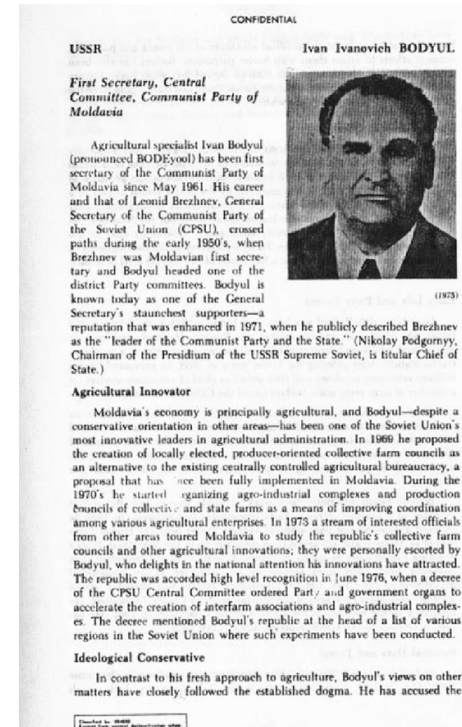 CONFIDENTIAL
USSR
Ivan Ivanovich BODYUL
First Secretary, Central
Committee, Communist Party of
Moldavia
Agricultural specialist Ivan Bodyul
(pronounced BODEyool) has been first
secretary of the Communist Party of
Moldavia since May 1961. His career
and that of Leonid Brezhnev, General
Secretary of the Communist Party of
the Soviet Union (CPSU), crossed
paths during the early 1950's, when
Brezhnev was Moldavian first secre-
tary and Bodyul headed one of the
district Party committees. Bodyul is
known today as one of the General
Secretary's staunchest supporters—a
(1975)
reputation that was enhanced in 1971, when he publicly described Brezhnev
as the "leader of the Communist Party and the State." (Nikolay Podgornyy,
Chairman of the Presidium of the USSR Supreme Soviet, is titular Chief of
State.)
Agricultural Innovator
Moldavia's economy is principally agricultural, and Bodyul—despite a
conservative orientation in other areas—has been one of the Soviet Union's
most innovative leaders in agricultural administration. In 1969 he proposed
the creation of locally elected, producer-oriented collective farm councils as
an alternative to the existing centrally controlled agricultural bureaucracy, a
proposal that has been fully implemented in Moldavia. During the
1970's he started rganizing agro-industrial complexes and production
councils of collective and state farms as a means of improving coordination
among various agricultural enterprises. In 1973 a stream of interested officials
from other areas toured Moldavia to study the republic's collective farm
councils and other agricultural innovations; they were personally escorted by
Bodyul, who delights in the national attention his innovations have attracted.
The republic was accorded high level recognition in June 1976, when a decree
of the CPSU Central Committee ordered Party and government organs to
accelerate the creation of interfarm associations and agro-industrial complex-
es. The decree mentioned Bodyul's republic at the head of a list of various
regions in the Soviet Union where such experiments have been conducted.
Ideological Conservative
In contrast to his fresh approach to agriculture, Bodyul's views on other
matters have closely followed the established dogma. He has accused the